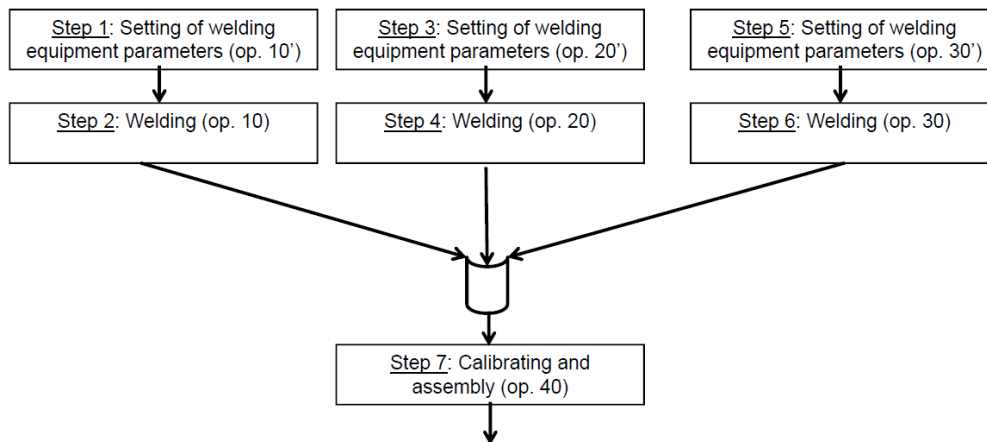 Step 1: Setting of welding
equipment parameters (op. 10’)
Step 3: Setting of welding
equipment parameters (op. 20’)
Step 5: Setting of welding
equipment parameters (op. 30’)
Step 2: Welding (op. 10)
Step 4: Welding (op. 20)
Step 6: Welding (op. 30)
Step 7: Calibrating and
assembly (op. 40)